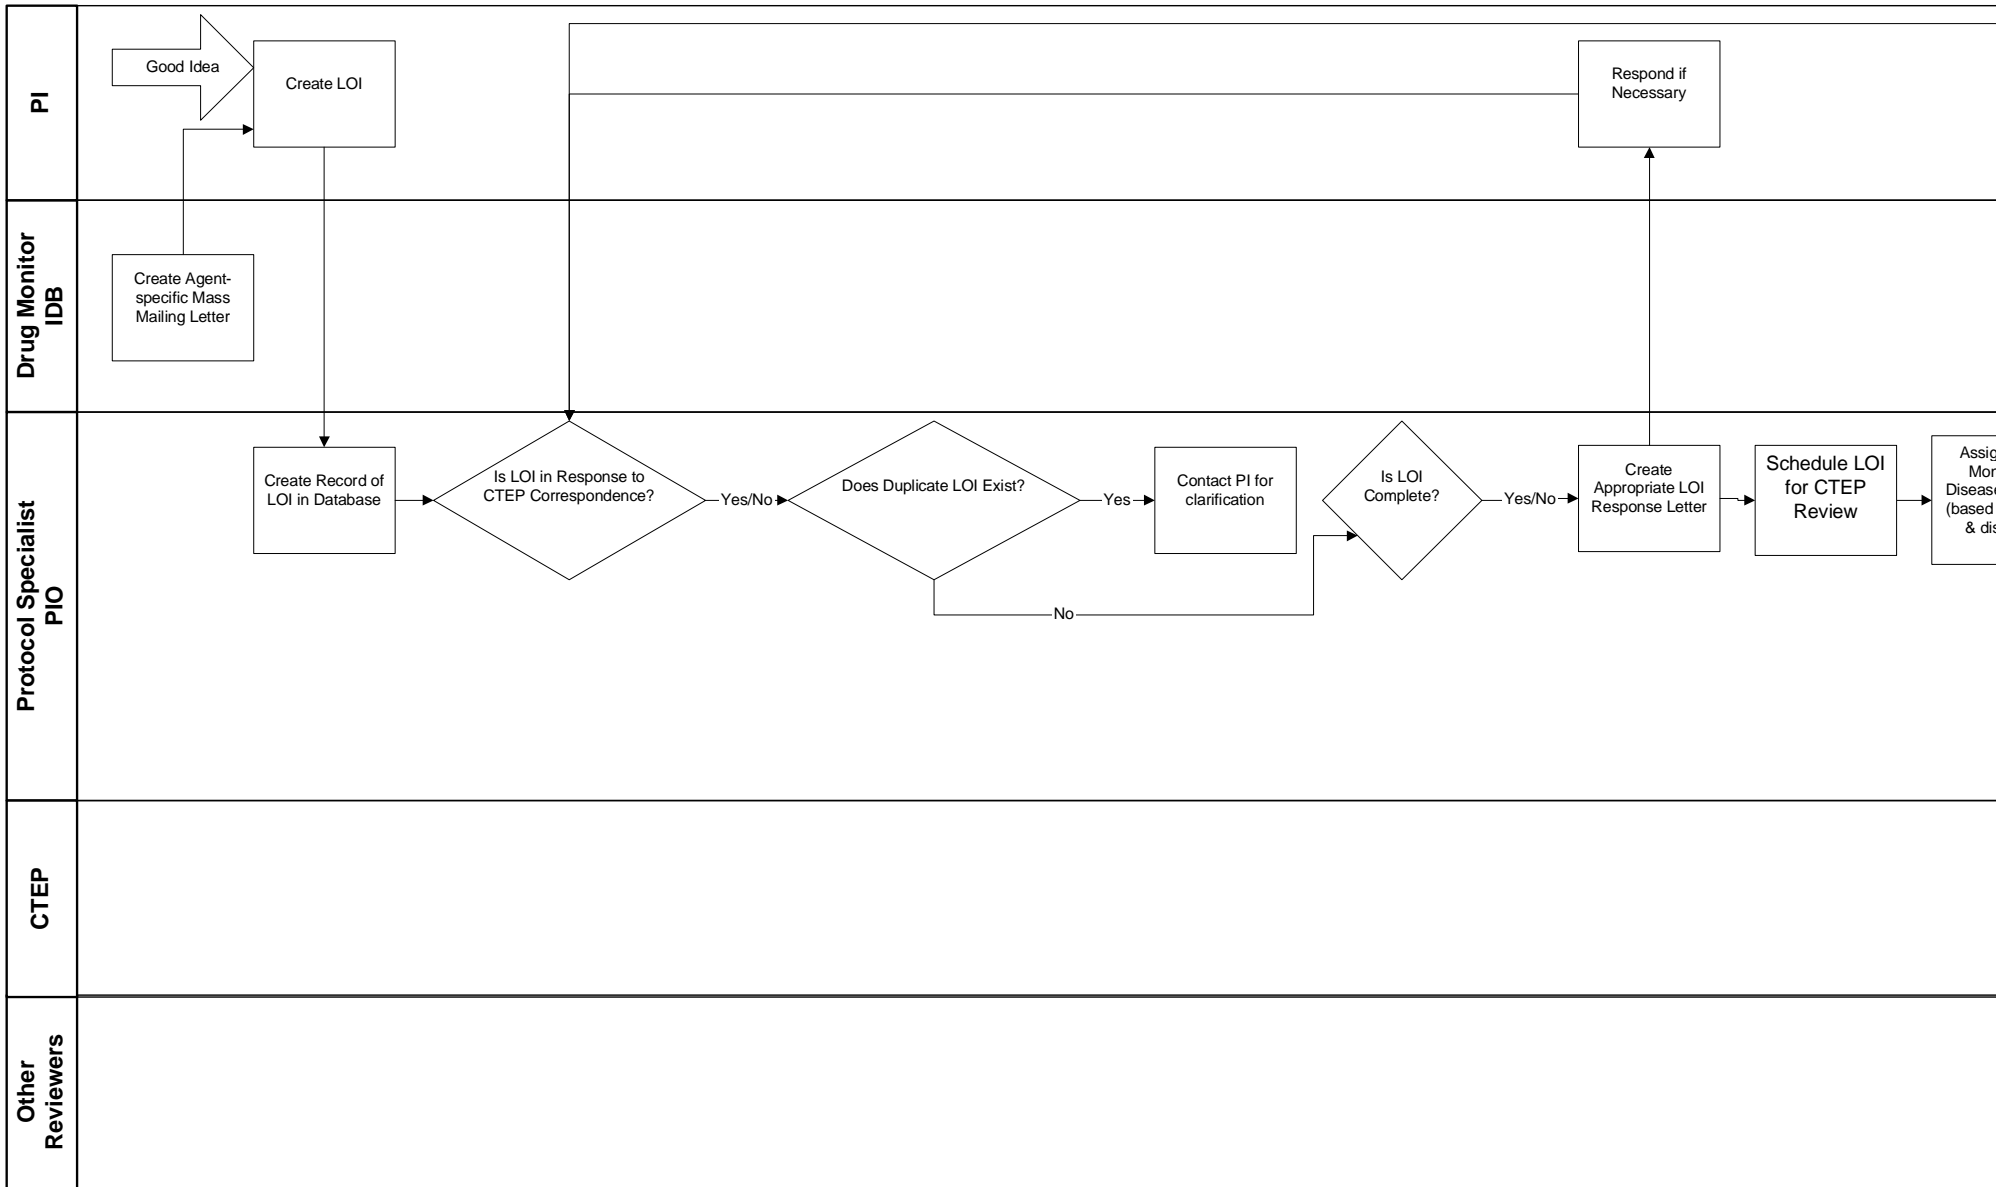 PI
Good Idea
Create LOI
Respond if
Necessary
Drug Monitor
IDB
Create Agent-
specific Mass
Mailing Letter
Protocol Specialist
PIO
Create Record of
LOI in Database
Is LOI in Response to
CTEP Correspondence?
Yes/No
Does Duplicate LOI Exist?
Yes
No
Contact PI for
clarification
Is LOI
Complete?
Yes/No
Create
Appropriate LOI
Response Letter
Schedule LOI
for CTEP
Review
Disease
(based
&
CTEP
Other
Reviewers